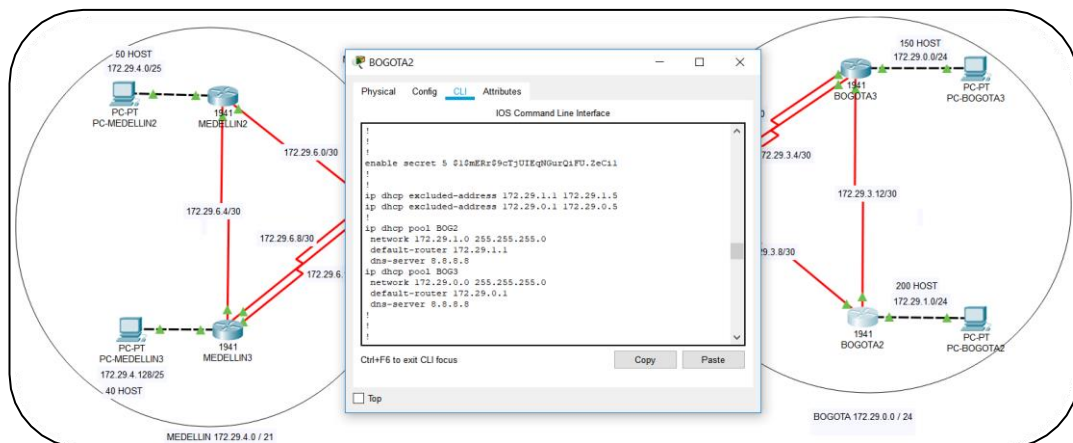 50 HOST
172.29.4.0/25
PC-PT
PC-MEDELLIN2
1941
MEDELLIN2
172.29.6.0/30
172.29.6.4/30
172.29.6.8/30
172.29.6.
PC-PT
PC-MEDELLIN3
172.29.4.128/25
40 HOST
1941
MEDELLIN3
MEDELLIN 172.29.4.0 / 21
BOGOTA2
Physical
Config
CLI
Attributes
IOS Command Line Interface
!
!
!
enable secret 5 $1$mERr$9cTjUIEqNGurQiFU.ZeCi1
!
!
ip dhcp excluded-address 172.29.1.1 172.29.1.5
ip dhcp excluded-address 172.29.0.1 172.29.0.5
!
ip dhcp pool BOG2
network 172.29.1.0 255.255.255.0
default-router 172.29.1.1
dns-server 8.8.8.8
ip dhcp pool BOG3
network 172.29.0.0 255.255.255.0
default-router 172.29.0.1
dns-server 8.8.8.8
!
!
!
Ctrl+F6 to exit CLI focus
Copy
Paste
Top
150 HOST
172.29.0.0/24
1941
BOGOTA3
PC-PT
PC-BOGOTA3
0
172.29.3.4/30
172.29.3.12/30
29.3.8/30
200 HOST
172.29.1.0/24
1941
BOGOTA2
PC-PT
PC-BOGOTA2
BOGOTA 172.29.0.0 / 24